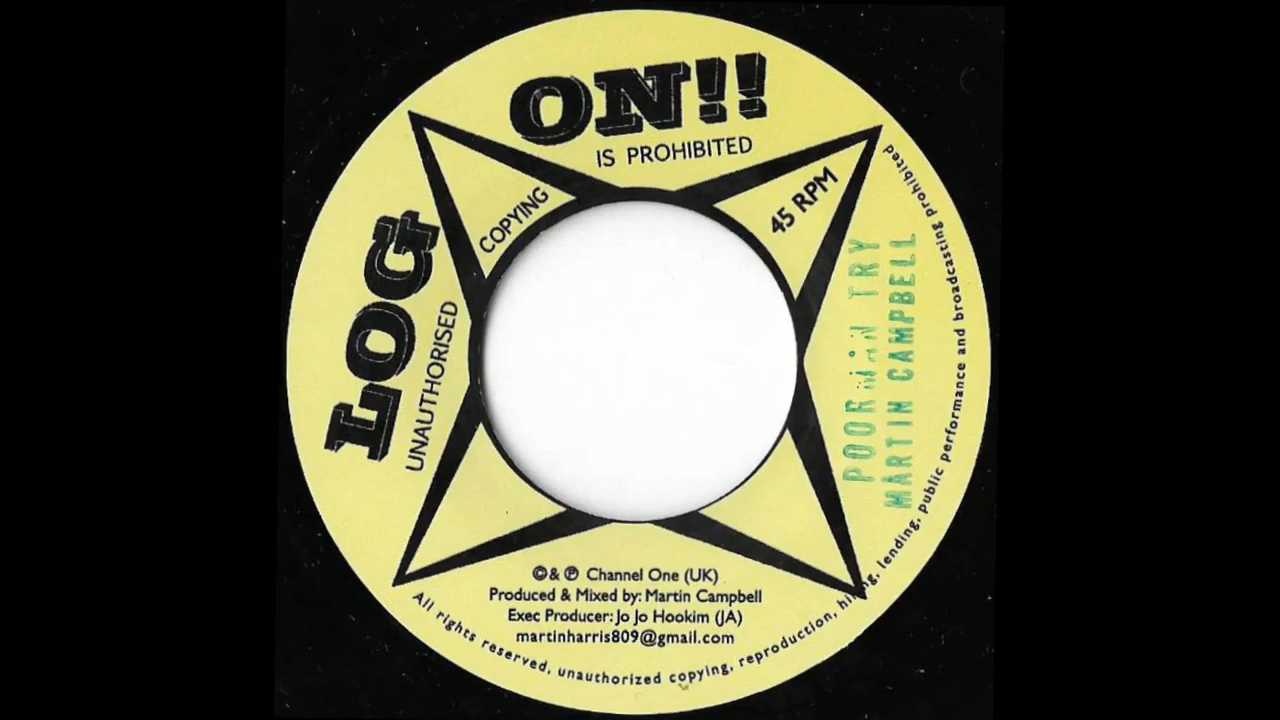 LOG
ON!!
UNAUTHORISED
COPYING
IS PROHIBITED
45 RPM
POORMAN TRY
MARTIN CAMPBELL
©&℗ Channel One (UK)
Produced & Mixed by: Martin Campbell
Exec Producer: Jo Jo Hookim (JA)
martinharris809@gmail.com
All rights reserved, unauthorized copying, reproduction, hiring, lending, public performance and broadcasting prohibited